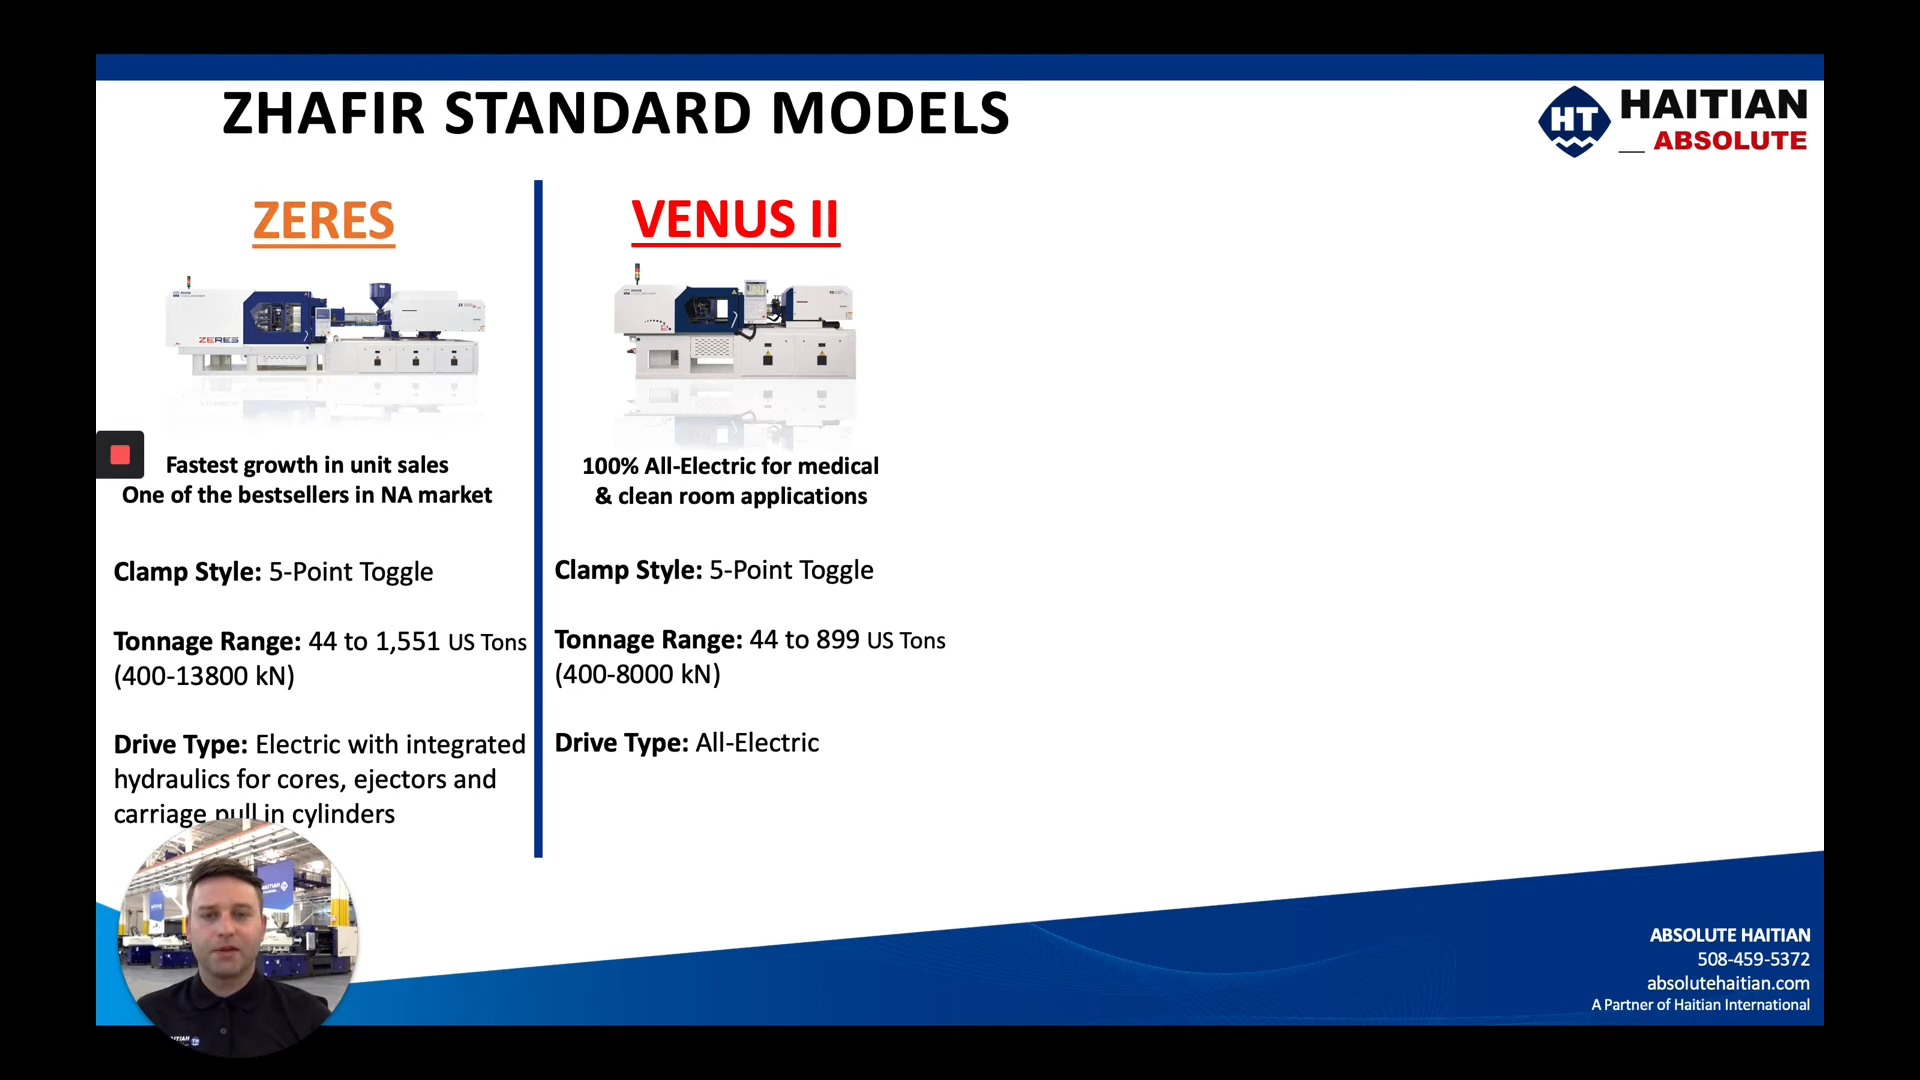 ZHAFIR STANDARD MODELS
HT
HAITIAN
ABSOLUTE
ZERES
ZERES
Fastest growth in unit sales
One of the bestsellers in NA market
Clamp Style: 5-Point Toggle
Tonnage Range: 44 to 1,551 US Tons
(400-13800 kN)
Drive Type: Electric with integrated
hydraulics for cores, ejectors and
carriage pull in cylinders
VENUS II
100% All-Electric for medical
& clean room applications
Clamp Style: 5-Point Toggle
Tonnage Range: 44 to 899 US Tons
(400-8000 kN)
Drive Type: All-Electric
ABSOLUTE HAITIAN
508-459-5372
absolutehaitian.com
A Partner of Haitian International